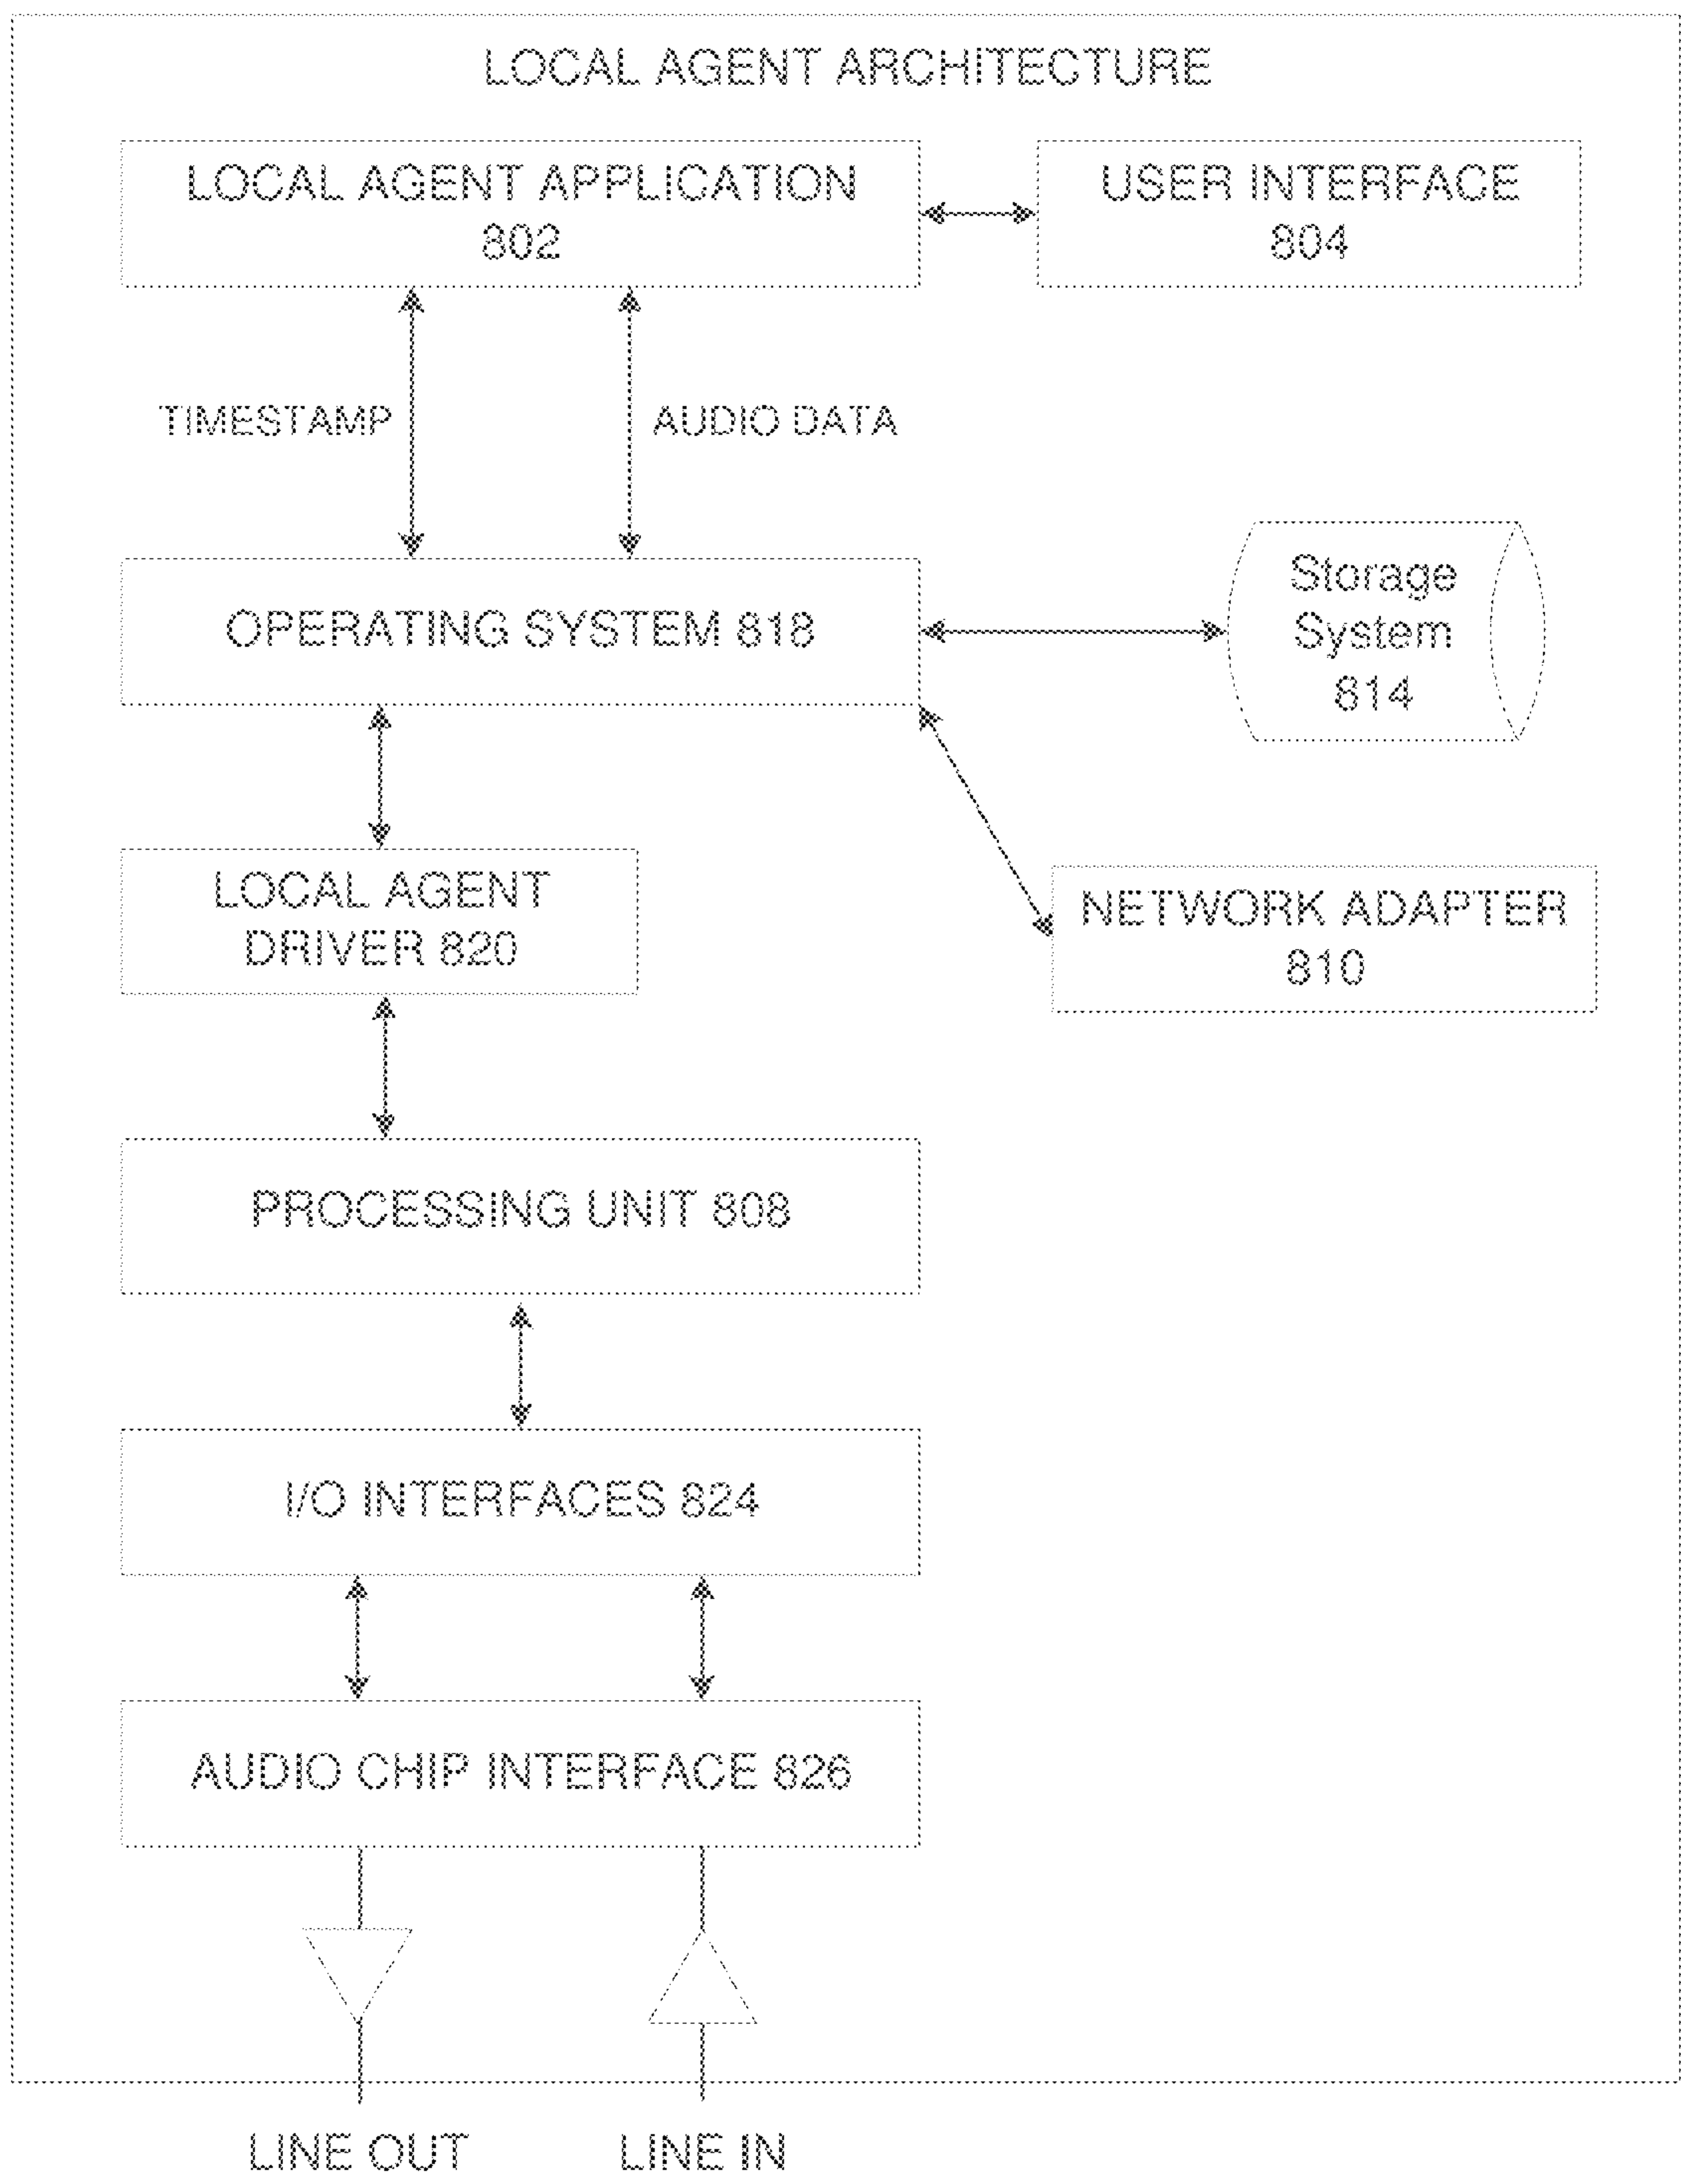 LOCAL AGENT ARCHITECTURE
LOCAL AGENT APPLICATION
802
USER INTERFACE
804
TIMESTAMP
AUDIO DATA
OPERATING SYSTEM 818
Storage
System
814
LOCAL AGENT
DRIVER 820
NETWORK ADAPTER
810
PROCESSING UNIT 808
I/O INTERFACES 824
AUDIO CHIP INTERFACE 826
LINE OUT
LINE IN